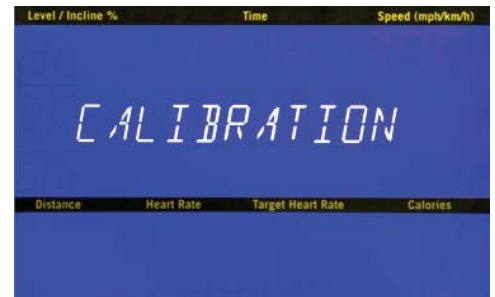 Level / Incline % Time Speed (mph/km/h)
CALIBRATION
Distance Heart Rate Target Heart Rate Calories